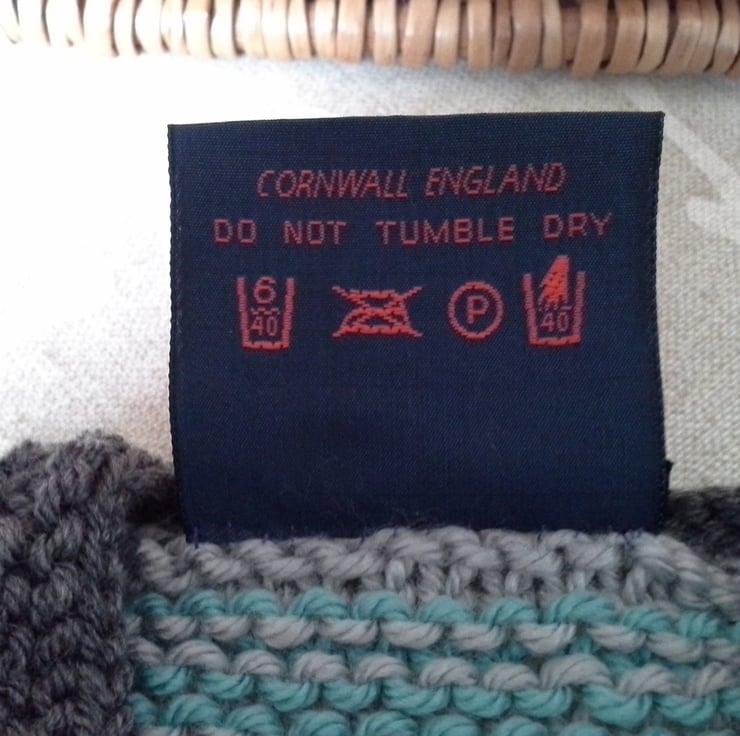 CORNWALL ENGLAND
DO NOT TUMBLE DRY
6 40 P 40